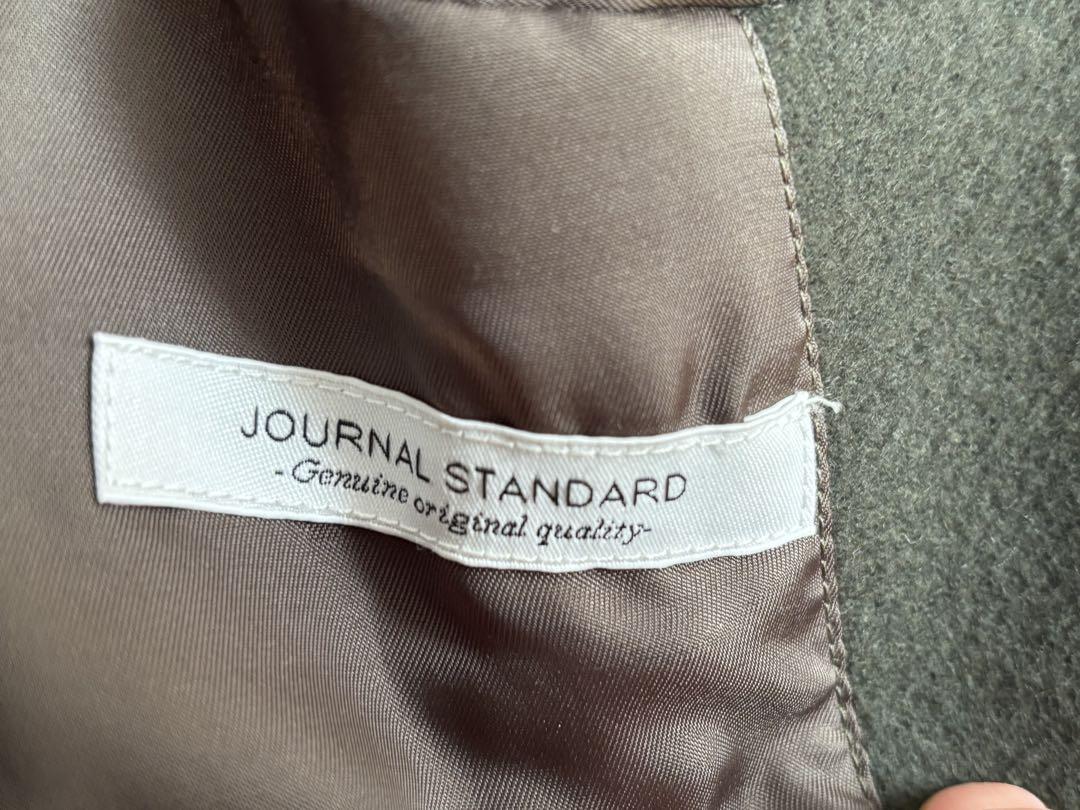 JOURNAL STANDARD
-Genuine original quality-